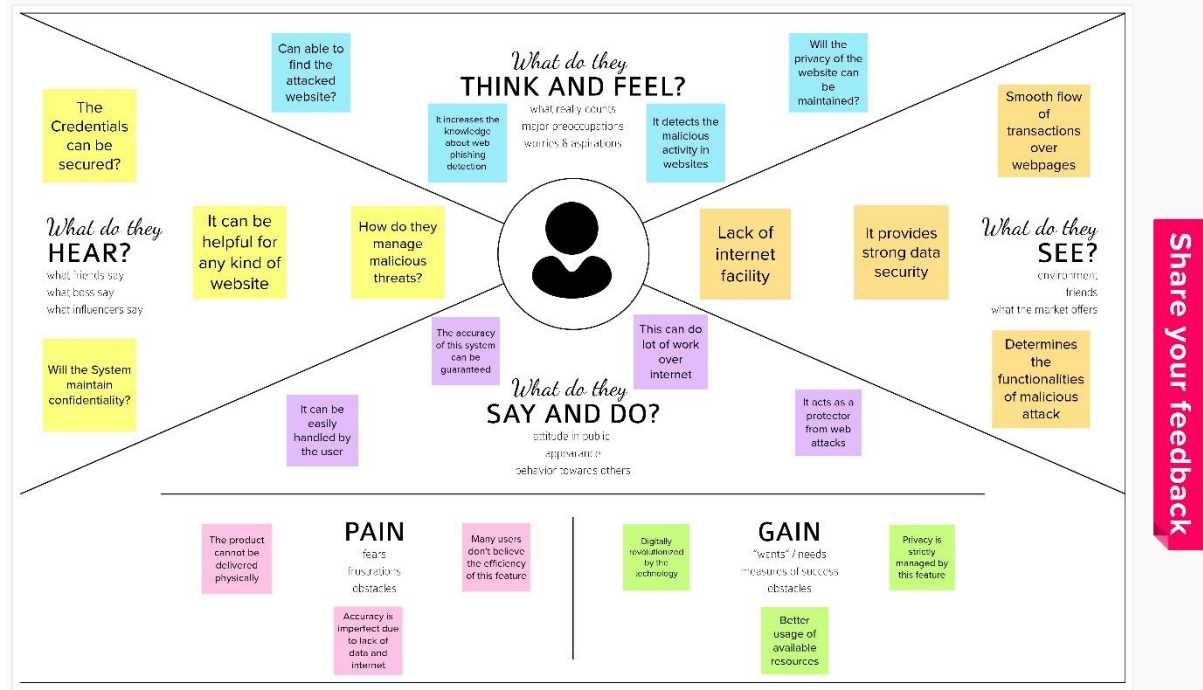 Can able to
find the
attacked
website?
What do they
THINK AND FEEL?
what really counts
major preoccupations
worries & aspirations
Will the
privacy of the
website can
be
maintained?
It increases the
knowledge
about web
phishing
detection
It detects the
malicious
activity in
websites
The
Credentials
can be
secured?
What do they
HEAR?
what friends say
what boss say
what influencers say
It can be
helpful for
any kind of
website
How do they
manage
malicious
threats?
Will the System
maintain
confidentiality?
Smooth flow
of
transactions
over
webpages
Lack of
internet
facility
It provides
strong data
security
What do they
SEE?
environment
friends
what the market offers
Determines
the
functionalities
of malicious
attack
The accuracy
of this system
can be
guaranteed
This can do
lot of work
over
internet
What do they
SAY AND DO?
attitude in public
appearance
behavior towards others
It can be
easily
handled by
the user
It acts as a
protector
from web
attacks
PAIN
fears
frustrations
obstacles
The product
cannot be
delivered
physically
Many users
don't believe
the efficiency
of this feature
Accuracy is
imperfect due
to lack of
data and
internet
GAIN
"wants" / needs
measures of success
obstacles
Digitally
revolutionized
by the
technology
Privacy is
strictly
managed by
this feature
Better
usage of
available
resources
Share your feedback